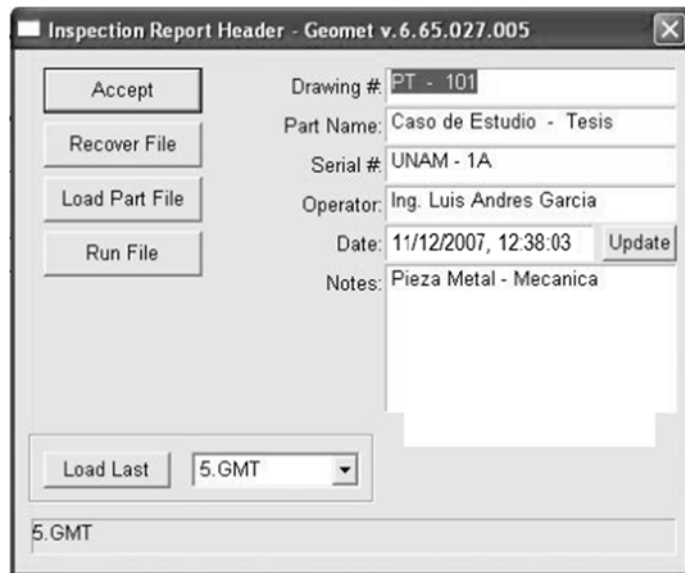 Inspection Report Header - Geomet v.6.65.027.005
Accept
Recover File
Load Part File
Run File
Drawing #: PT - 101
Part Name: Caso de Estudio - Tesis
Serial #: UNAM - 1A
Operator: Ing. Luis Andres Garcia
Date: 11/12/2007, 12:38:03 Update
Notes: Pieza Metal - Mecanica
Load Last 5.GMT
5.GMT